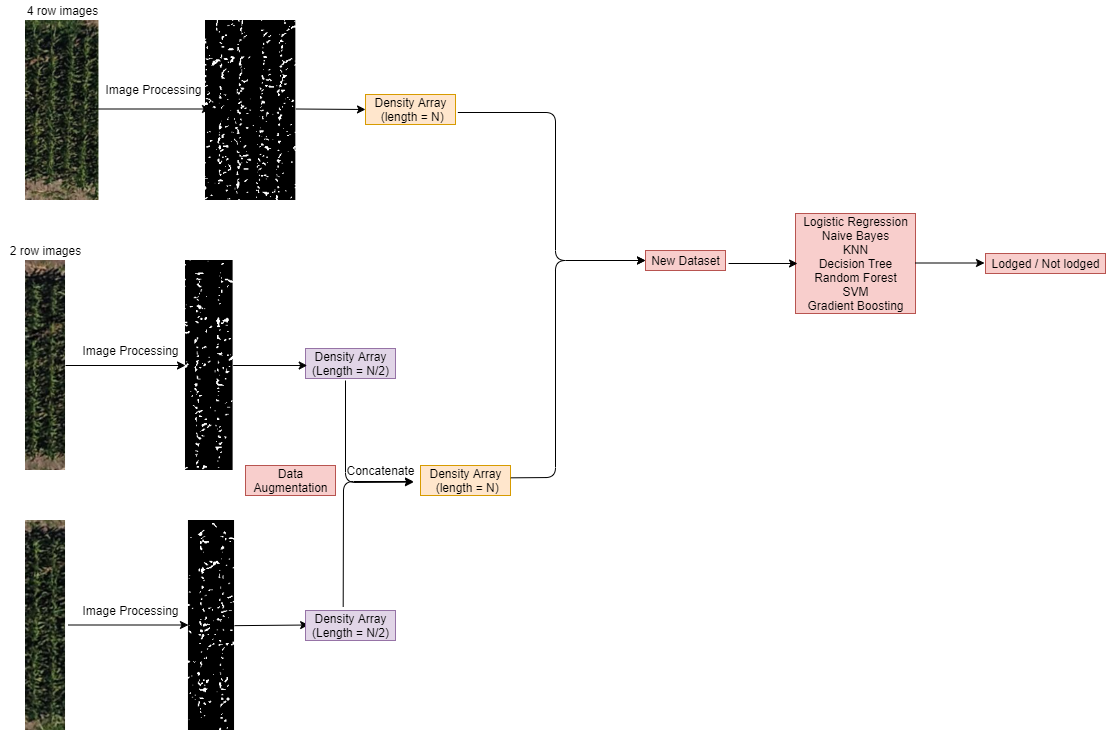 4 row images
Image Processing
Density Array
(length = N)
2 row images
Image Processing
Density Array
(Length = N/2)
Data
Augmentation
Concatenate
Density Array
(length = N)
Image Processing
Density Array
(Length = N/2)
New Dataset
Logistic Regression
Naive Bayes
KNN
Decision Tree
Random Forest
SVM
Gradient Boosting
Lodged / Not lodged